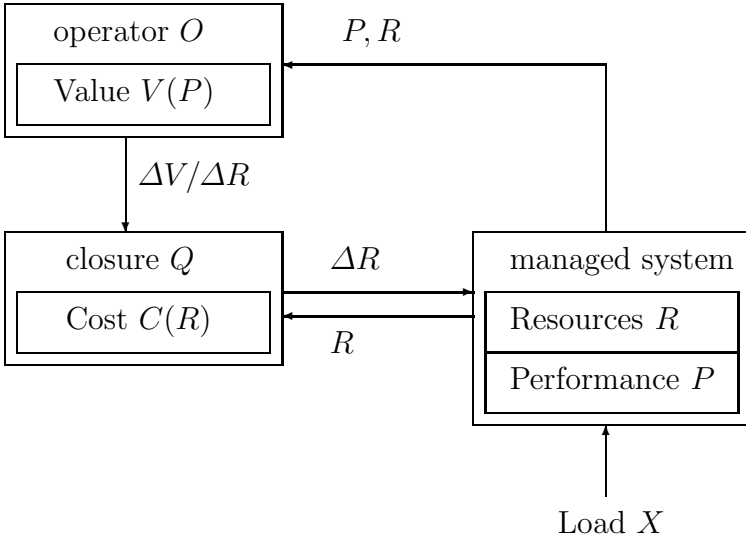 operator O
P, R
Value V(P)
ΔV/ΔR
closure Q
ΔR
managed system
Cost C(R)
Resources R
R
Performance P
Load X